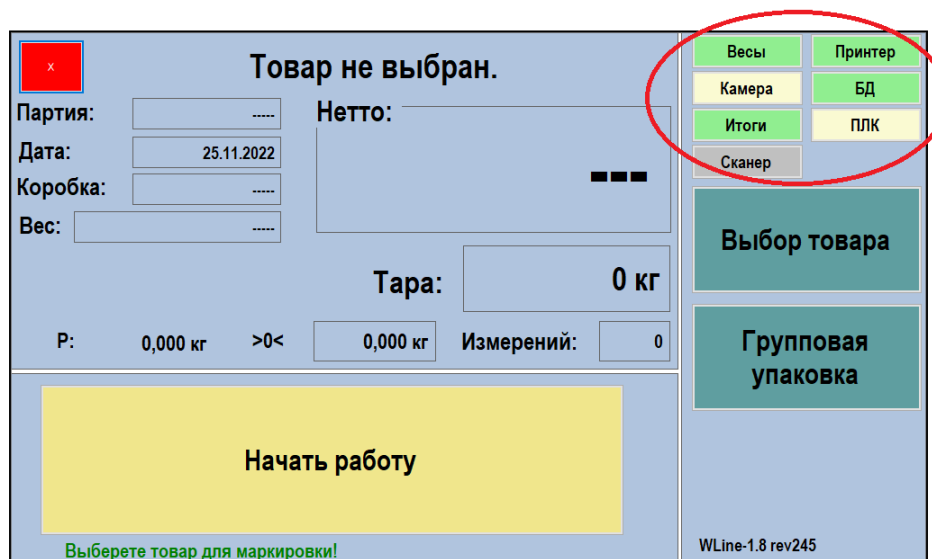 x
Товар не выбран.
Партия: -----
Нетто:
---
Дата: 25.11.2022
Коробка: -----
Вес: -----
Тара: 0 кг
P: 0,000 кг >0< 0,000 кг Измерений: 0
Начать работу
Выберете товар для маркировки!
Весы Принтер
Камера БД
Итоги ПЛК
Сканер
Выбор товара
Групповая
упаковка
WLine-1.8 rev245